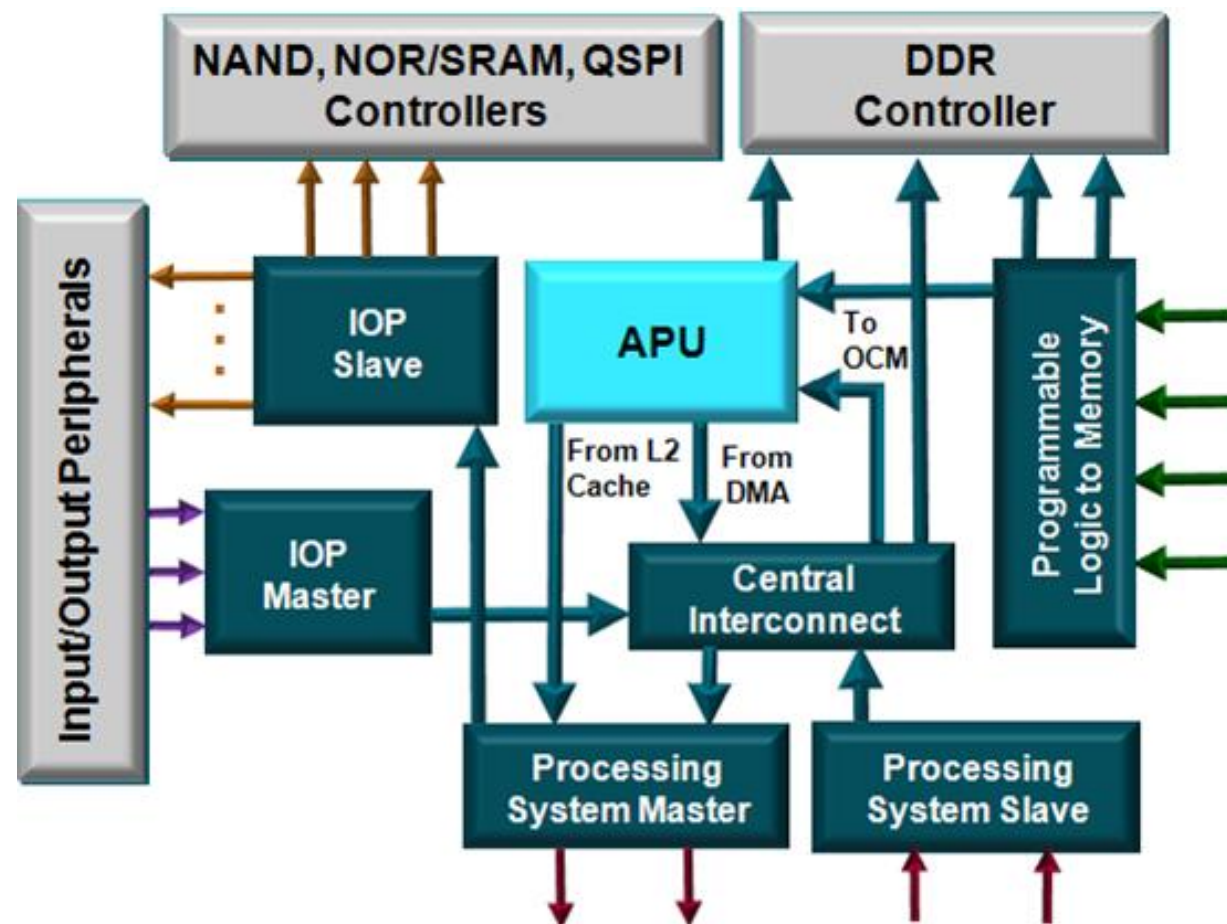 NAND, NOR/SRAM, QSPI
Controllers
DDR
Controller
Input/Output Peripherals
IOP
Slave
APU
To
OCM
Programmable
Logic to Memory
From L2
Cache
From
DMA
IOP
Master
Central
Interconnect
Processing
System Master
Processing
System Slave